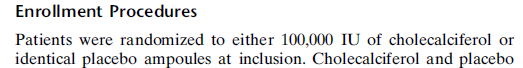 Enrollment Procedures
Patients were randomized to either 100,000 IU of cholecalciferol or
identical placebo ampoules at inclusion. Cholecalciferol and placebo